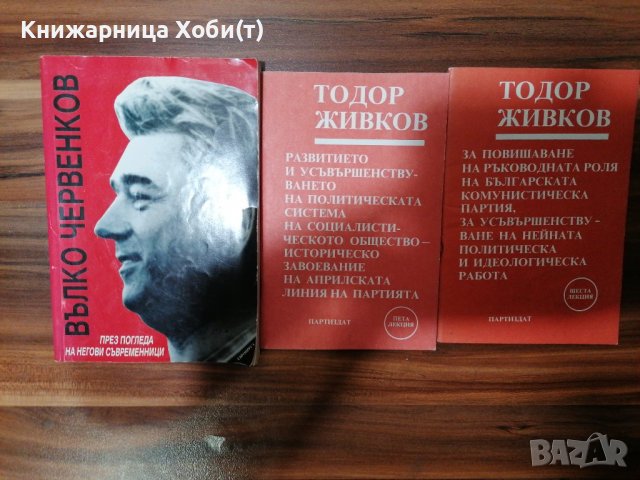 Книжарница Хоби(т)
ВЪЛКО ЧЕРВЕНКОВ
ПРЕЗ ПОГЛЕДА
НА НЕГОВИ СЪВРЕМЕННИЦИ
ТОДОР
ЖИВКОВ
РАЗВИТИЕТО
И УСЪВЪРШЕНСТВУ-
ВАНЕТО
НА ПОЛИТИЧЕСКАТА
СИСТЕМА
НА СОЦИАЛИСТИ-
ЧЕСКОТО ОБЩЕСТВО —
ИСТОРИЧЕСКО
ЗАВОЕВАНИЕ
НА АПРИЛСКАТА
ЛИНИЯ НА ПАРТИЯТА
ПАРТИЗДАТ
ПЕТА
ЛЕКЦИЯ
ТОДОР
ЖИВКОВ
ЗА ПОВИШАВАНЕ
НА РЪКОВОДНАТА РОЛЯ
НА БЪЛГАРСКАТА
КОМУНИСТИЧЕСКА
ПАРТИЯ,
ЗА УСЪВЪРШЕНСТВУ-
ВАНЕ НА НЕЙНАТА
ПОЛИТИЧЕСКА
И ИДЕОЛОГИЧЕСКА
РАБОТА
ПАРТИЗДАТ
ШЕСТА
ЛЕКЦИЯ
BAZAR